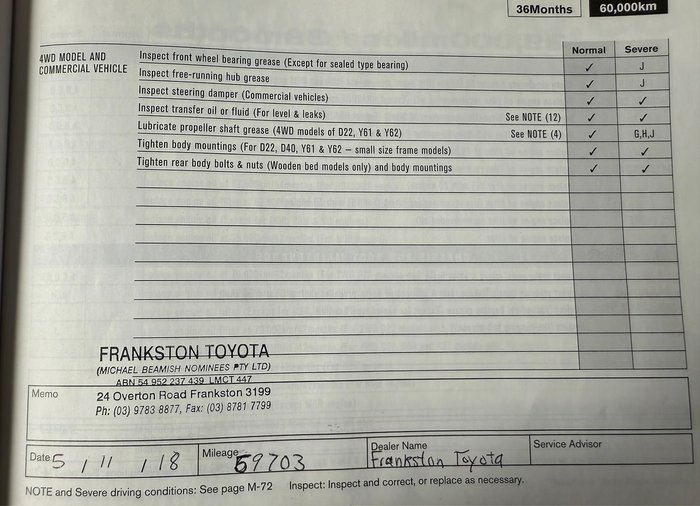 36Months 60,000km
Normal Severe
4WD MODEL AND COMMERCIAL VEHICLE
Inspect front wheel bearing grease (Except for sealed type bearing) ✓ J
Inspect free-running hub grease ✓ J
Inspect steering damper (Commercial vehicles) ✓ ✓
Inspect transfer oil or fluid (For level & leaks) See NOTE (12) ✓ ✓
Lubricate propeller shaft grease (4WD models of D22, Y61 & Y62) See NOTE (4) ✓ G,H,J
Tighten body mountings (For D22, D40, Y61 & Y62 – small size frame models) ✓ ✓
Tighten rear body bolts & nuts (Wooden bed models only) and body mountings ✓ ✓
FRANKSTON TOYOTA
(MICHAEL BEAMISH NOMINEES PTY LTD)
ABN 54 952 237 439 LMCT 447
Memo 24 Overton Road Frankston 3199
Ph: (03) 9783 8877, Fax: (03) 8781 7799
Date 5 / 11 / 18 Mileage 59703 Dealer Name Frankston Toyota Service Advisor
NOTE and Severe driving conditions: See page M-72 Inspect: Inspect and correct, or replace as necessary.